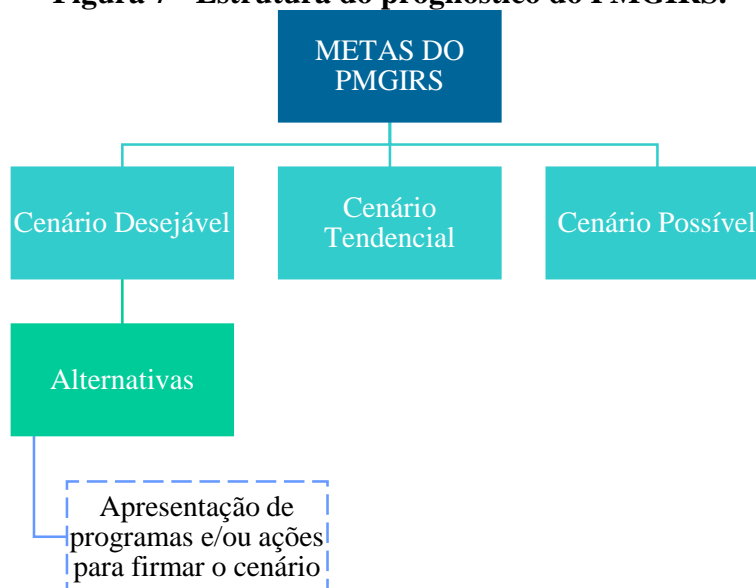 Figura 7 - Estrutura do prognóstico do PMGIRS.
METAS DO
PMGIRS
Cenário Desejável
Cenário
Tendencial
Cenário Possível
Alternativas
Apresentação de
programas e/ou ações
para firmar o cenário